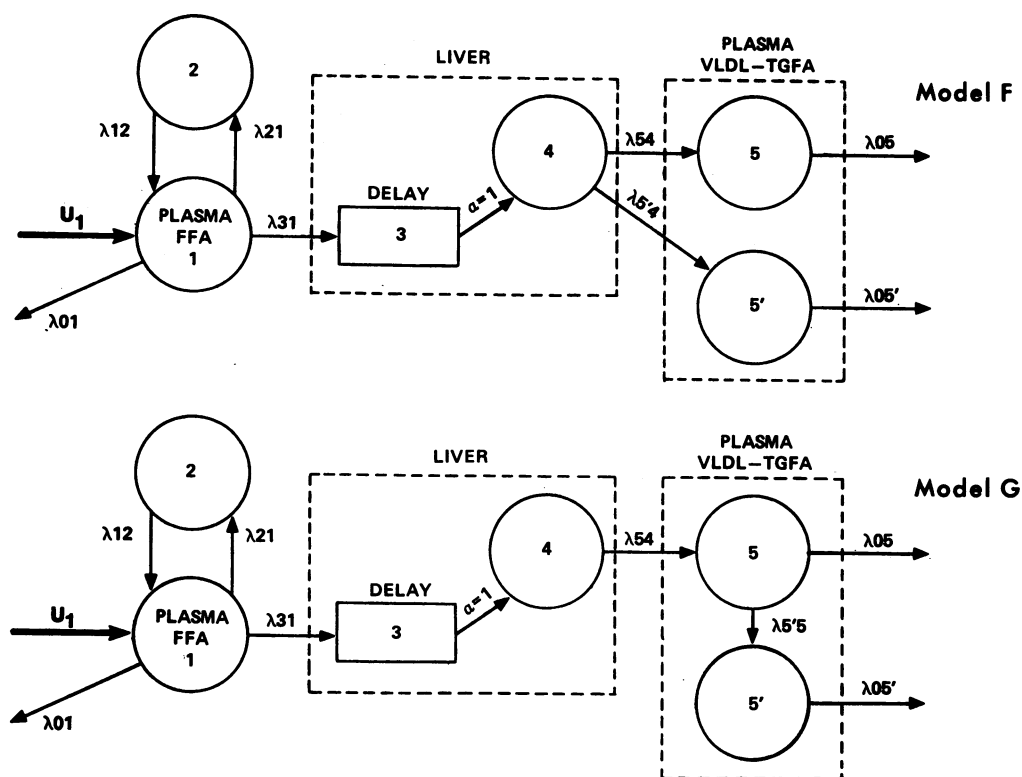 PLASMA
VLDL–TGFA
LIVER
Model F
2
λ12
λ21
4
λ54
5
λ05
DELAY
α=1
λ5'4
U1
PLASMA
FFA
1
λ31
3
5'
λ05'
λ01
PLASMA
VLDL–TGFA
LIVER
Model G
2
λ12
λ21
4
λ54
5
λ05
DELAY
α=1
U1
PLASMA
FFA
1
λ31
3
λ5'5
5'
λ05'
λ01